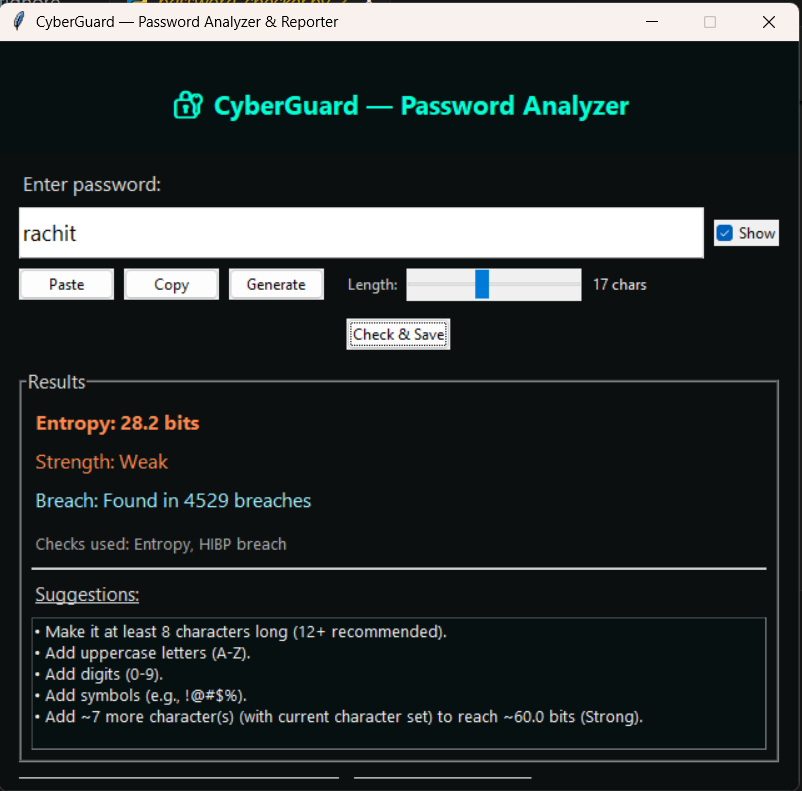 CyberGuard — Password Analyzer & Reporter
CyberGuard — Password Analyzer
Enter password:
rachit
Show
Paste
Copy
Generate
Length:
17 chars
Check & Save
Results
Entropy: 28.2 bits
Strength: Weak
Breach: Found in 4529 breaches
Checks used: Entropy, HIBP breach
Suggestions:
• Make it at least 8 characters long (12+ recommended).
• Add uppercase letters (A-Z).
• Add digits (0-9).
• Add symbols (e.g., !@#$%).
• Add ~7 more character(s) (with current character set) to reach ~60.0 bits (Strong).